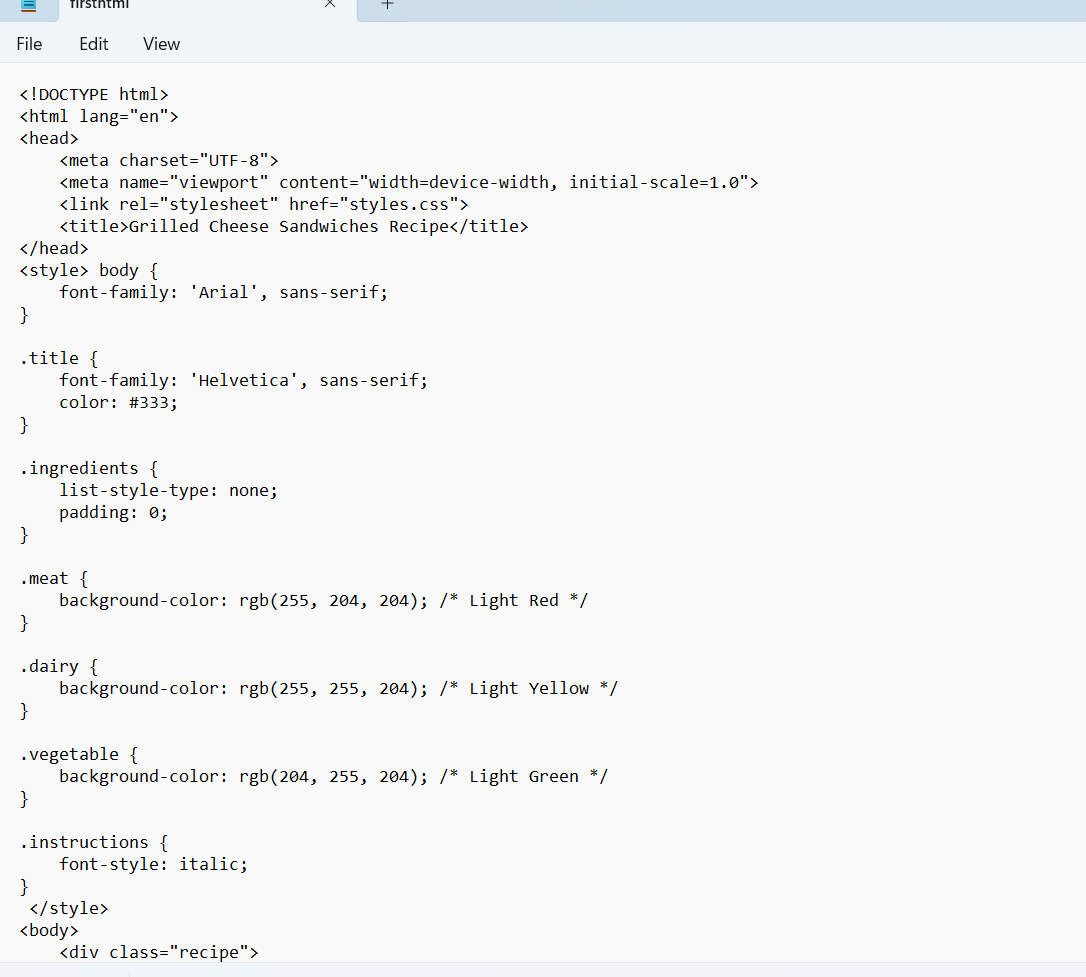 firsthtml
File Edit View
<!DOCTYPE html>
<html lang="en">
<head>
    <meta charset="UTF-8">
    <meta name="viewport" content="width=device-width, initial-scale=1.0">
    <link rel="stylesheet" href="styles.css">
    <title>Grilled Cheese Sandwiches Recipe</title>
</head>
<style> body {
    font-family: 'Arial', sans-serif;
}

.title {
    font-family: 'Helvetica', sans-serif;
    color: #333;
}

.ingredients {
    list-style-type: none;
    padding: 0;
}

.meat {
    background-color: rgb(255, 204, 204); /* Light Red */
}

.dairy {
    background-color: rgb(255, 255, 204); /* Light Yellow */
}

.vegetable {
    background-color: rgb(204, 255, 204); /* Light Green */
}

.instructions {
    font-style: italic;
}
 </style>
<body>
    <div class="recipe">